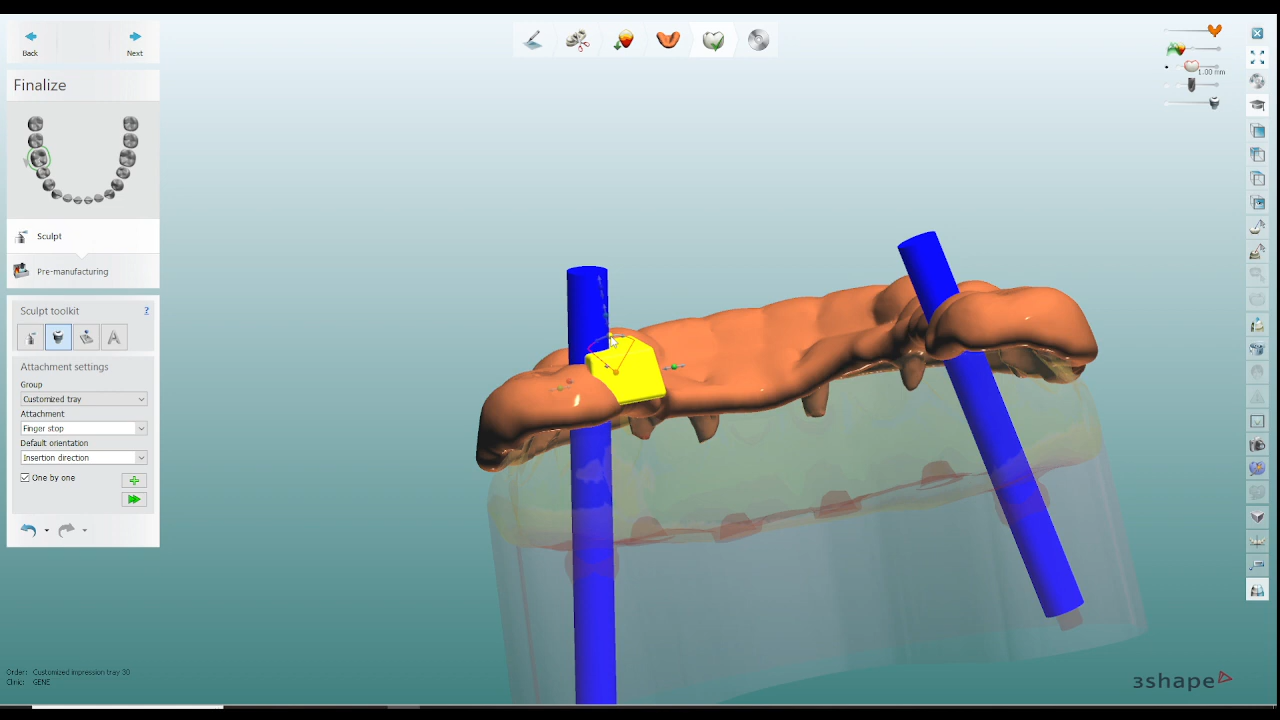 Back
Next
1.00 mm
Finalize
Sculpt
Pre-manufacturing
Sculpt toolkit
?
A
Attachment settings
Group
Customized tray
Attachment
Finger stop
Default orientation
Insertion direction
One by one
Order: Customized impression tray 30
Clinic: GENE.
3shape